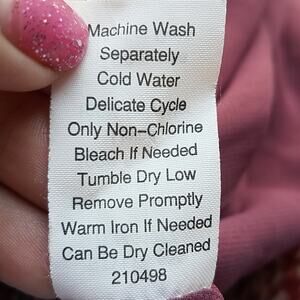 Machine Wash
Separately
Cold Water
Delicate Cycle
Only Non-Chlorine
Bleach If Needed
Tumble Dry Low
Remove Promptly
Warm Iron If Needed
Can Be Dry Cleaned
210498